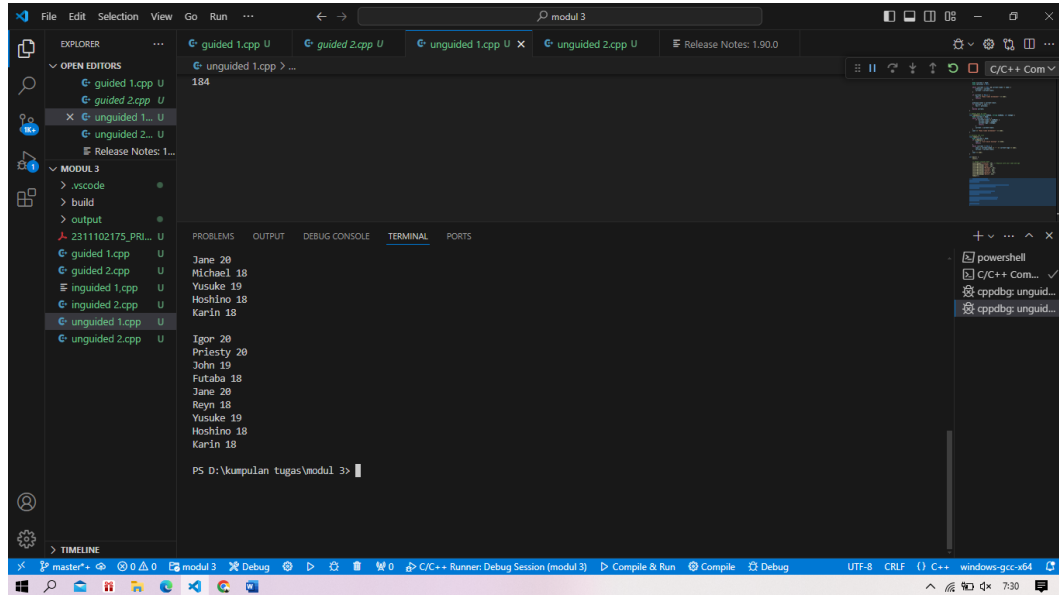 File Edit Selection View Go Run ··· modul 3
EXPLORER ···
OPEN EDITORS
guided 1.cpp U
guided 2.cpp U
unguided 1... U
unguided 2... U
Release Notes: 1...
MODUL 3
.vscode
build
output
2311102175_PRI... U
guided 1.cpp U
guided 2.cpp U
inguided 1,cpp U
inguided 2.cpp U
unguided 1.cpp U
unguided 2.cpp U
TIMELINE
1K+
1
guided 1.cpp U guided 2.cpp U unguided 1.cpp U unguided 2.cpp U Release Notes: 1.90.0
unguided 1.cpp > ...
C/C++ Com
184
PROBLEMS OUTPUT DEBUG CONSOLE TERMINAL PORTS
Jane 20
Michael 18
Yusuke 19
Hoshino 18
Karin 18
Igor 20
Priesty 20
John 19
Futaba 18
Jane 20
Reyn 18
Yusuke 19
Hoshino 18
Karin 18
PS D:\kumpulan tugas\modul 3>
powershell
C/C++ Com...
cppdbg: unguid...
cppdbg: unguid...
master*+ 0 0 modul 3 Debug 0 C/C++ Runner: Debug Session (modul 3) Compile & Run Compile Debug UTF-8 CRLF {} C++ windows-gcc-x64
7:30